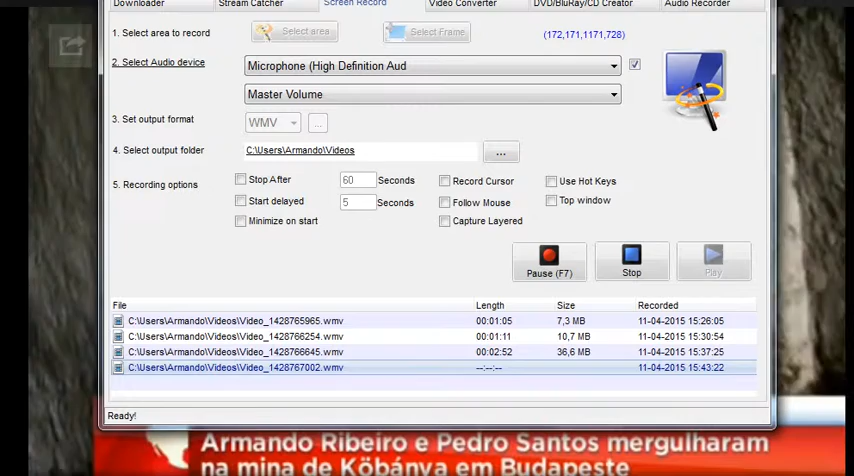 Downloader Stream Catcher Screen Record Video Converter DVD/BluRay/CD Creator Audio Recorder
1. Select area to record Select area Select Frame (172,171,1171,728)
2. Select Audio device Microphone (High Definition Aud
Master Volume
3. Set output format WMV ...
4. Select output folder C:\Users\Armando\Videos ...
5. Recording options Stop After 60 Seconds Record Cursor Use Hot Keys
Start delayed 5 Seconds Follow Mouse Top window
Minimize on start Capture Layered
Pause (F7) Stop Play
File Length Size Recorded
C:\Users\Armando\Videos\Video_1428765965.wmv 00:01:05 7,3 MB 11-04-2015 15:26:05
C:\Users\Armando\Videos\Video_1428766254.wmv 00:01:11 10,7 MB 11-04-2015 15:30:54
C:\Users\Armando\Videos\Video_1428766645.wmv 00:02:52 36,6 MB 11-04-2015 15:37:25
C:\Users\Armando\Videos\Video_1428767002.wmv --:--:-- 11-04-2015 15:43:22
Ready!
Armando Ribeiro e Pedro Santos mergulharam
na mina de Köbánya em Budapeste